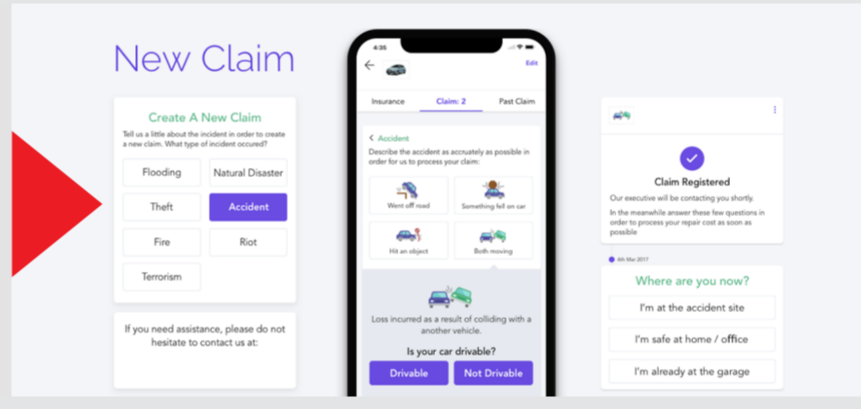 New Claim
Create A New Claim
Tell us a little about the incident in order to create
a new claim. What type of incident occured?
Flooding
Natural Disaster
Theft
Accident
Fire
Riot
Terrorism
If you need assistance, please do not
hesitate to contact us at:
4:35
Edit
Insurance
Claim: 2
Past Claim
Accident
Describe the accident as accruately as possible in
order for us to process your claim:
Went off road
Something fell on car
Hit an object
Both moving
Loss incurred as a result of colliding with a
another vehicle.
Is your car drivable?
Drivable
Not Drivable
Claim Registered
Our executive will be contacting you shortly.
In the meanwhile answer these few questions in
order to process your repair cost as soon as
possible
6th Mar 2017
Where are you now?
I'm at the accident site
I'm safe at home / office
I'm already at the garage